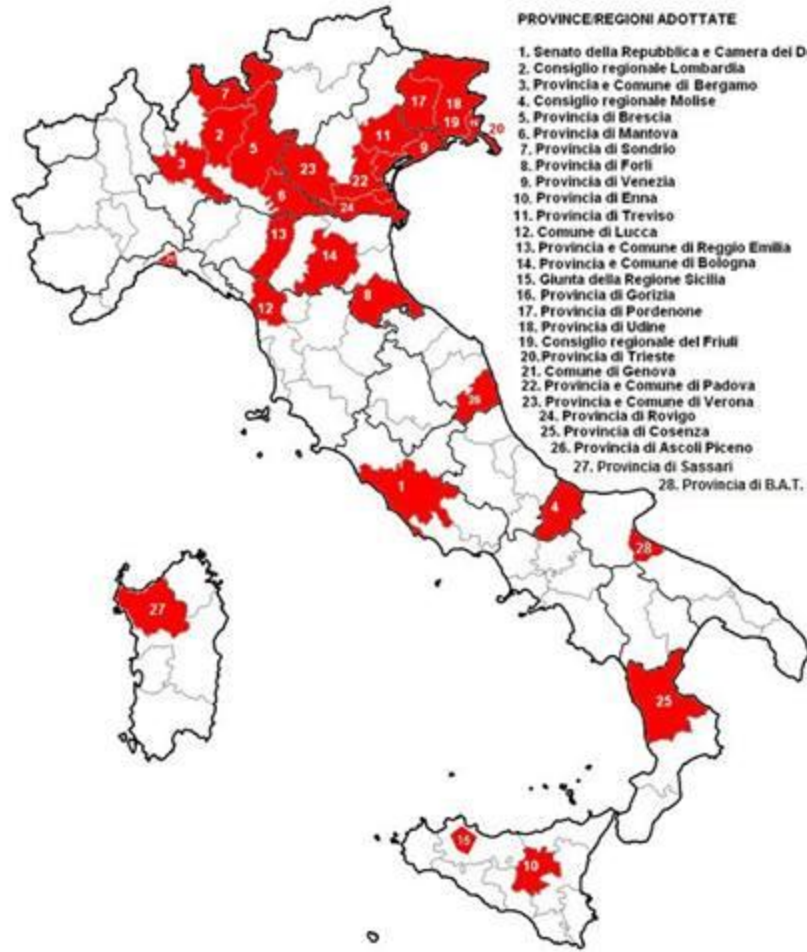 PROVINCE/REGIONI ADOTTATE
1. Senato della Repubblica e Camera dei D
2. Consiglio regionale Lombardia
3. Provincia e Comune di Bergamo
4. Consiglio regionale Molise
5. Provincia di Brescia
6. Provincia di Mantova
7. Provincia di Sondrio
8. Provincia di Forlì
9. Provincia di Venezia
10. Provincia di Enna
11. Provincia di Treviso
12. Comune di Lucca
13. Provincia e Comune di Reggio Emilia
14. Provincia e Comune di Bologna
15. Giunta della Regione Sicilia
16. Provincia di Gorizia
17. Provincia di Pordenone
18. Provincia di Udine
19. Consiglio regionale del Friuli
20. Provincia di Trieste
21. Comune di Genova
22. Provincia e Comune di Padova
23. Provincia e Comune di Verona
24. Provincia di Rovigo
25. Provincia di Cosenza
26. Provincia di Ascoli Piceno
27. Provincia di Sassari
28. Provincia di B.A.T.
7
17
18
20
2
11
19
3
5
23
9
22
6
24
13
14
12
8
26
1
4
28
27
25
15
10